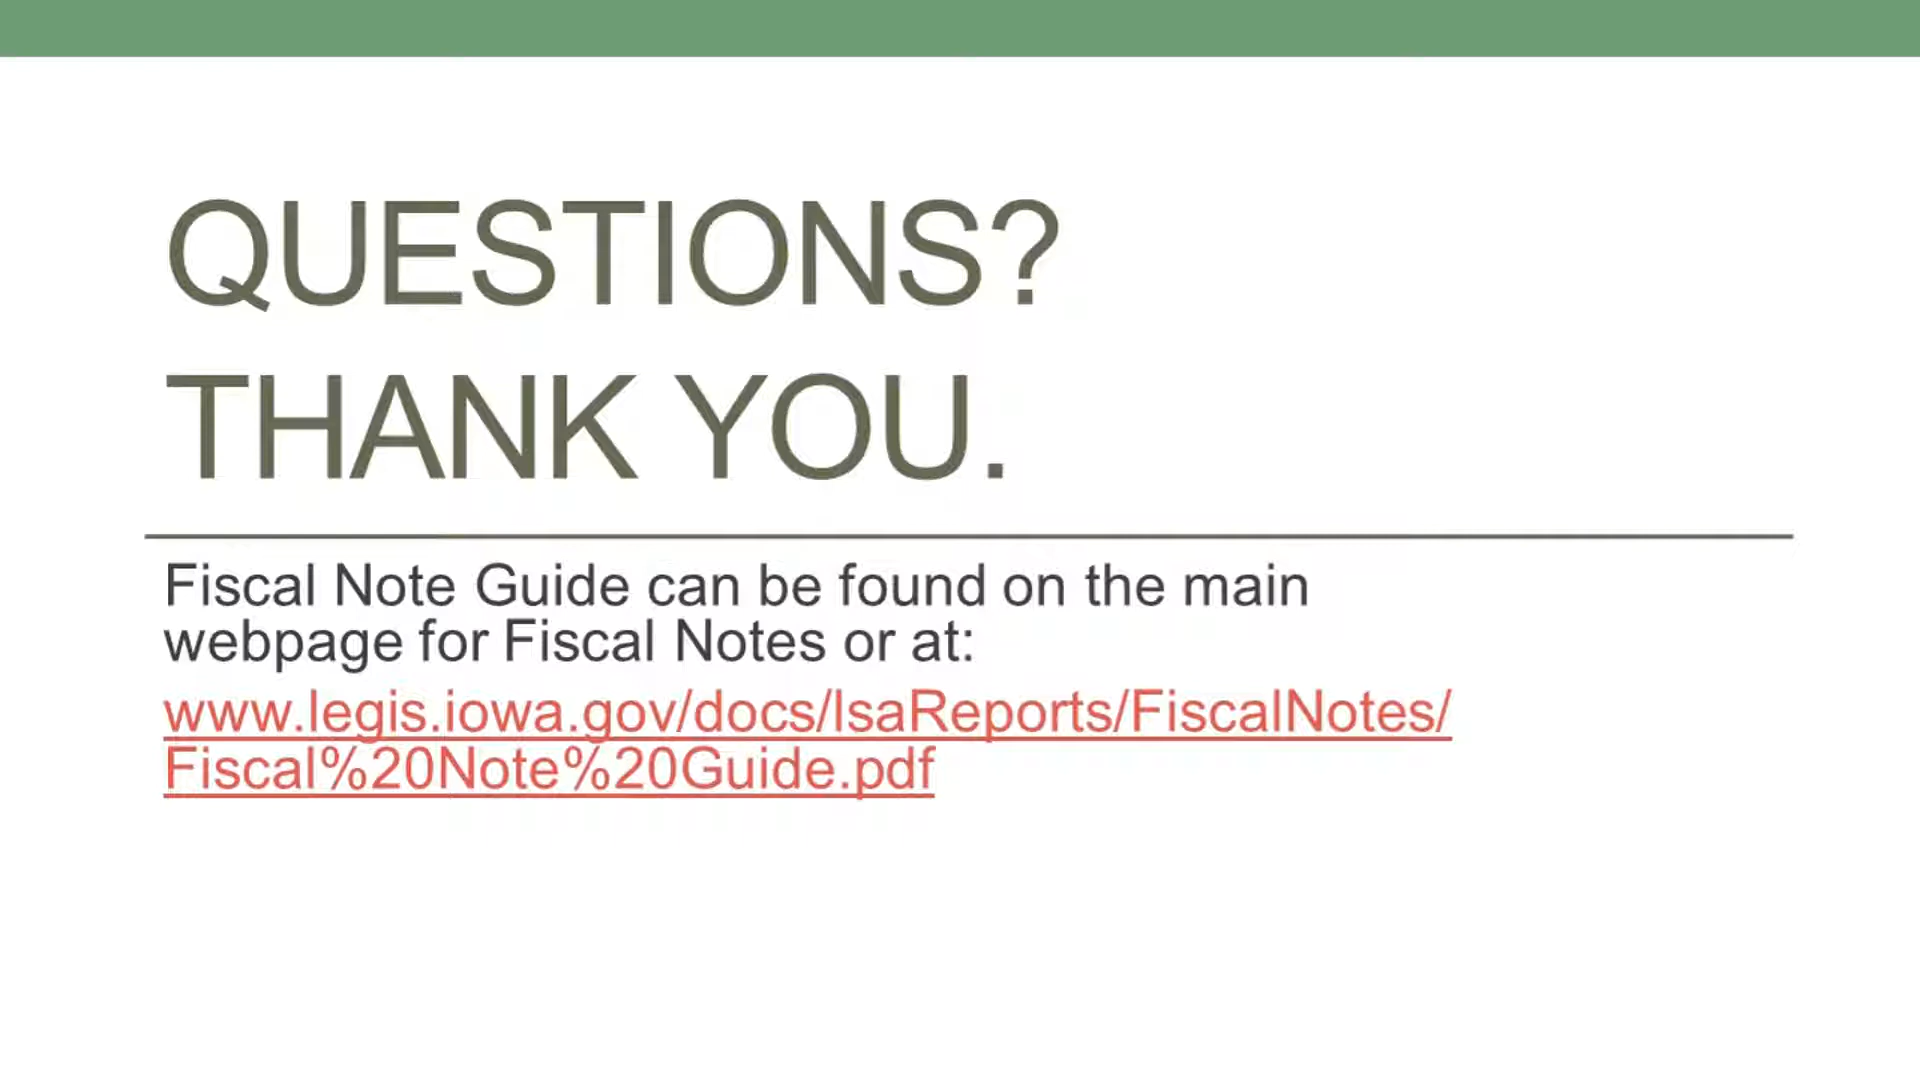 QUESTIONS?
THANK YOU.
Fiscal Note Guide can be found on the main
webpage for Fiscal Notes or at:
www.legis.iowa.gov/docs/lsaReports/FiscalNotes/
Fiscal%20Note%20Guide.pdf